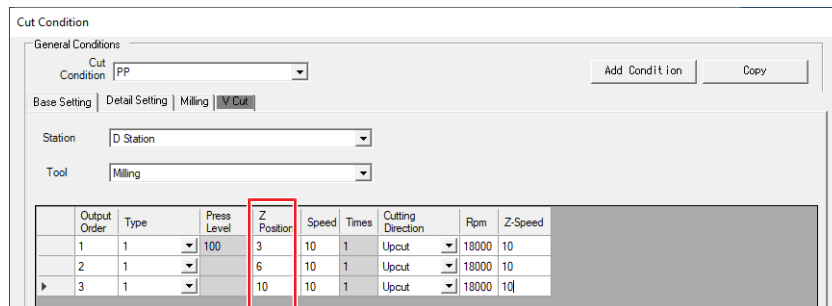 Cut Condition
General Conditions
Cut
Condition PP Add Condition Copy
Base Setting Detail Setting Milling V Cut
Station D Station
Tool Milling
Output Order Type Press Level Z Position Speed Times Cutting Direction Rpm Z-Speed
1 1 100 3 10 1 Upcut 18000 10
2 1 6 10 1 Upcut 18000 10
3 1 10 10 1 Upcut 18000 10